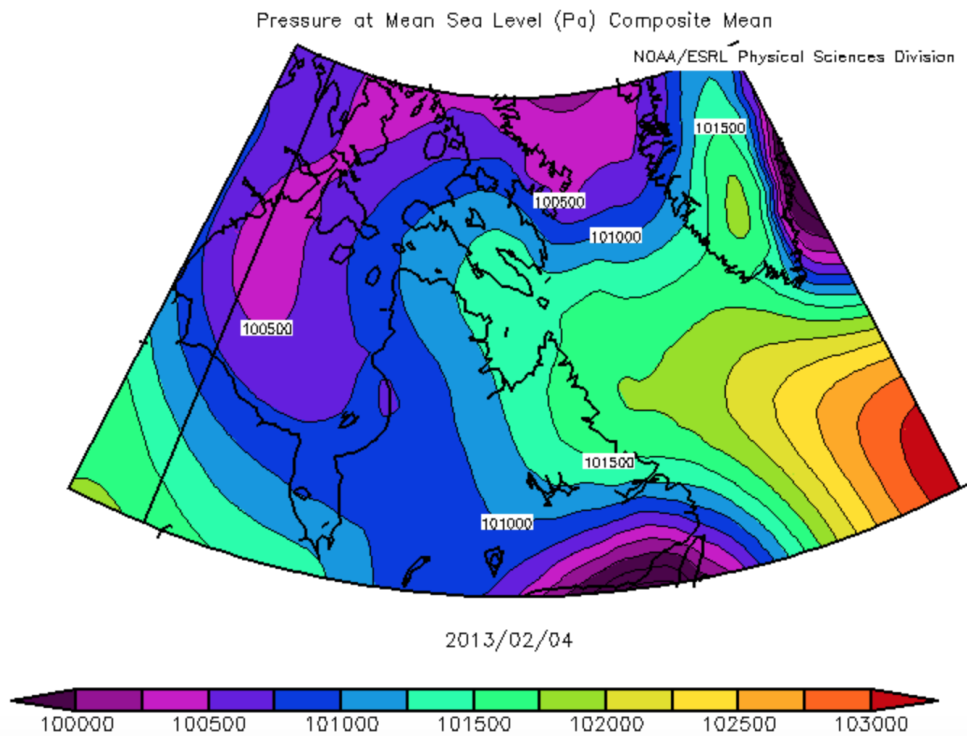 Pressure at Mean Sea Level (Pa) Composite Mean
NOAA/ESRL Physical Sciences Division
101500
100500
101000
100500
101500
101000
2013/02/04
100000 100500 101000 101500 102000 102500 103000